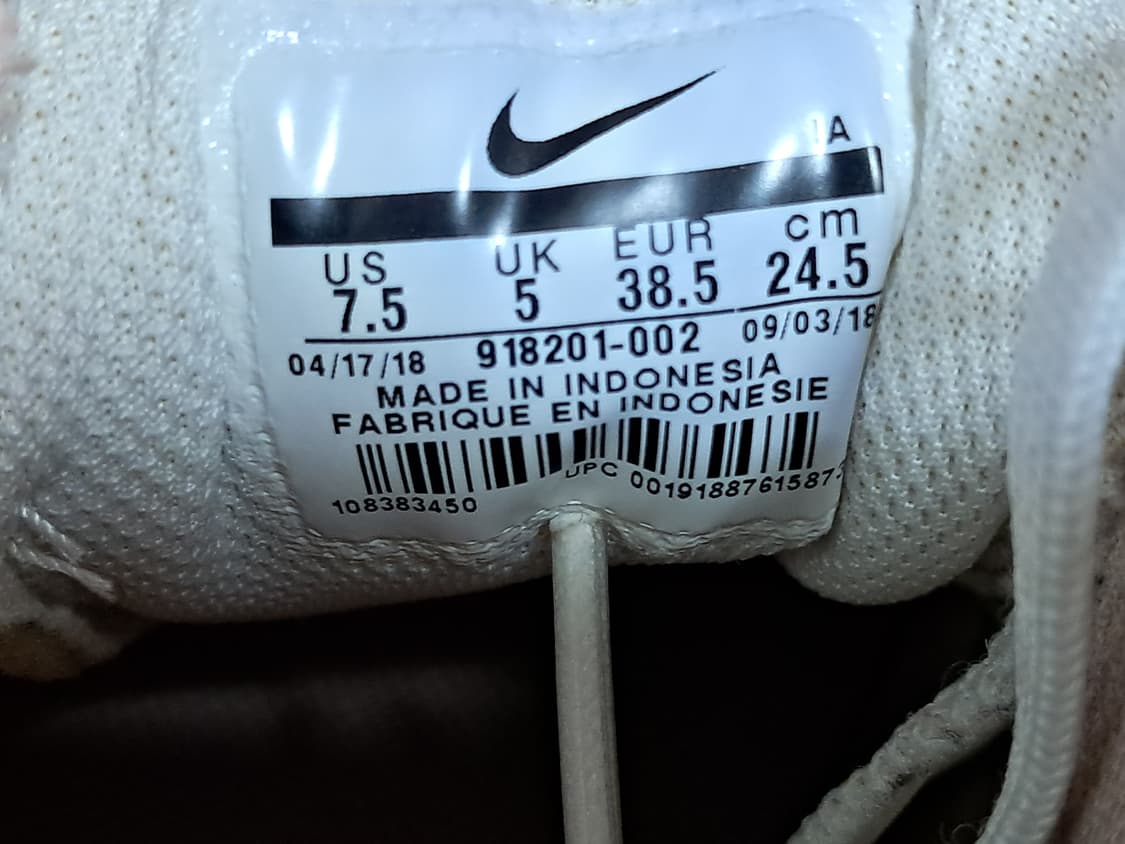 IA
US UK EUR cm
7.5 5 38.5 24.5
04/17/18 918201-002 09/03/18
MADE IN INDONESIA
FABRIQUE EN INDONESIE
108383450 UPC 00191887615873